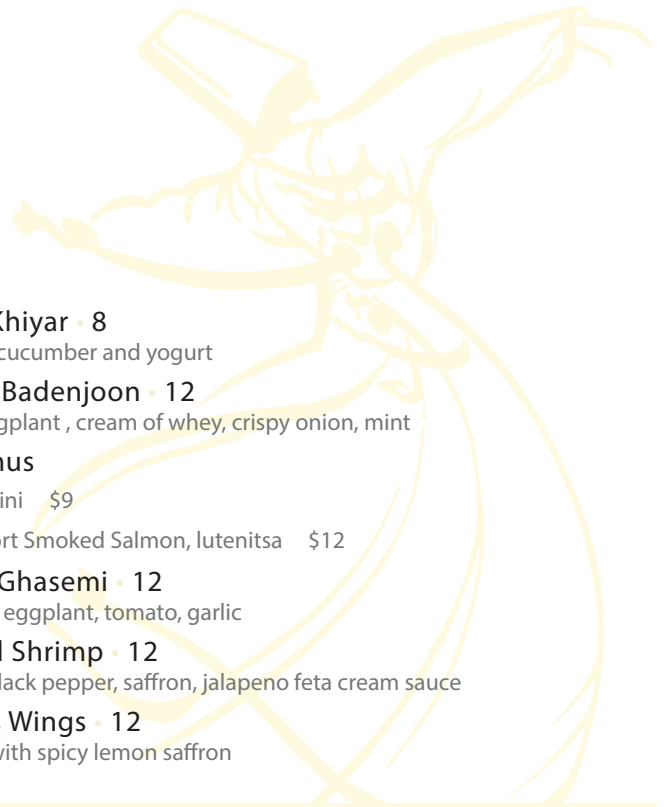 Khiyar • 8
cucumber and yogurt
Badenjoon • 12
gplant , cream of whey, crispy onion, mint
nus
ini $9
rt Smoked Salmon, lutenitsa $12
Ghasemi • 12
eggplant, tomato, garlic
Shrimp • 12
lack pepper, saffron, jalapeno feta cream sauce
Wings • 12
with spicy lemon saffron